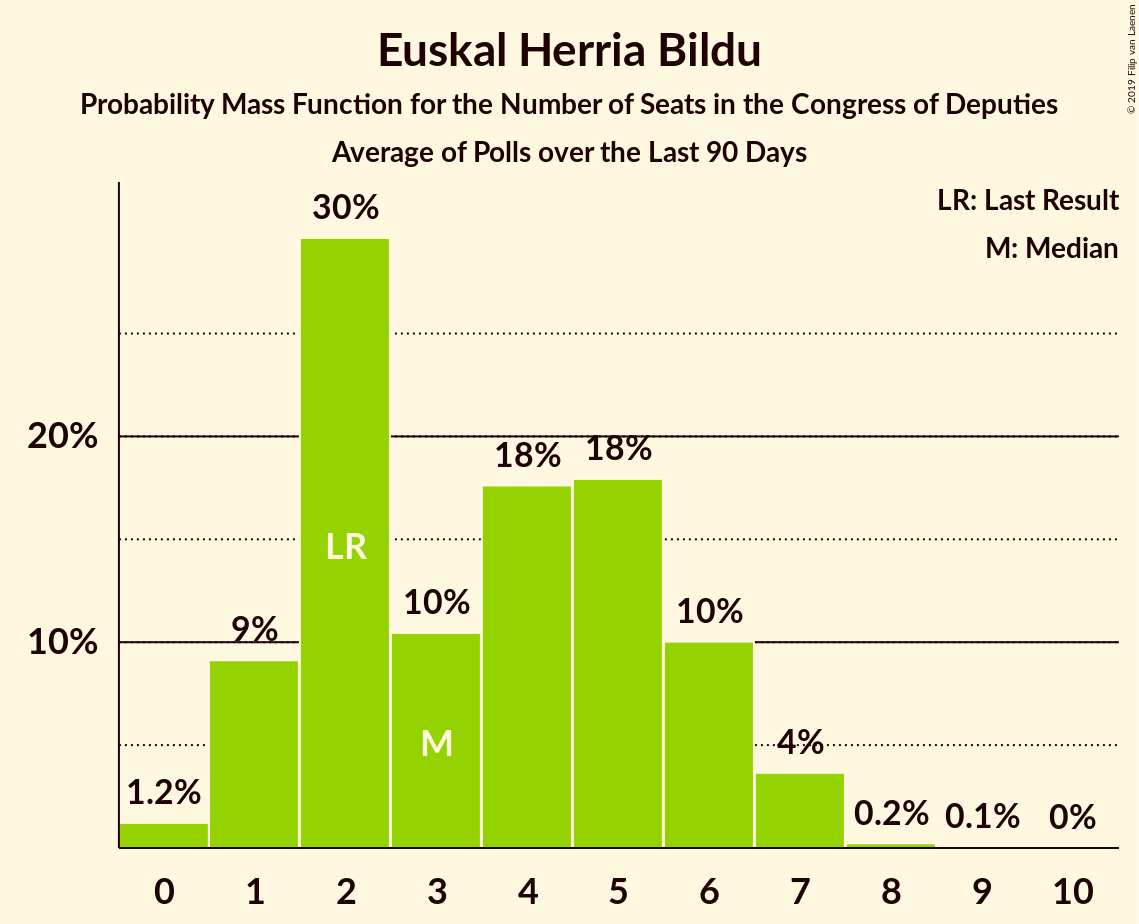 Euskal Herria Bildu
Probability Mass Function for the Number of Seats in the Congress of Deputies
Average of Polls over the Last 90 Days
© 2019 Filip van Laenen
LR: Last Result
M: Median
30%
20%
18%
18%
LR
10%
10%
10%
9%
M
4%
1.2%
0.2%
0.1%
0%
0 1 2 3 4 5 6 7 8 9 10